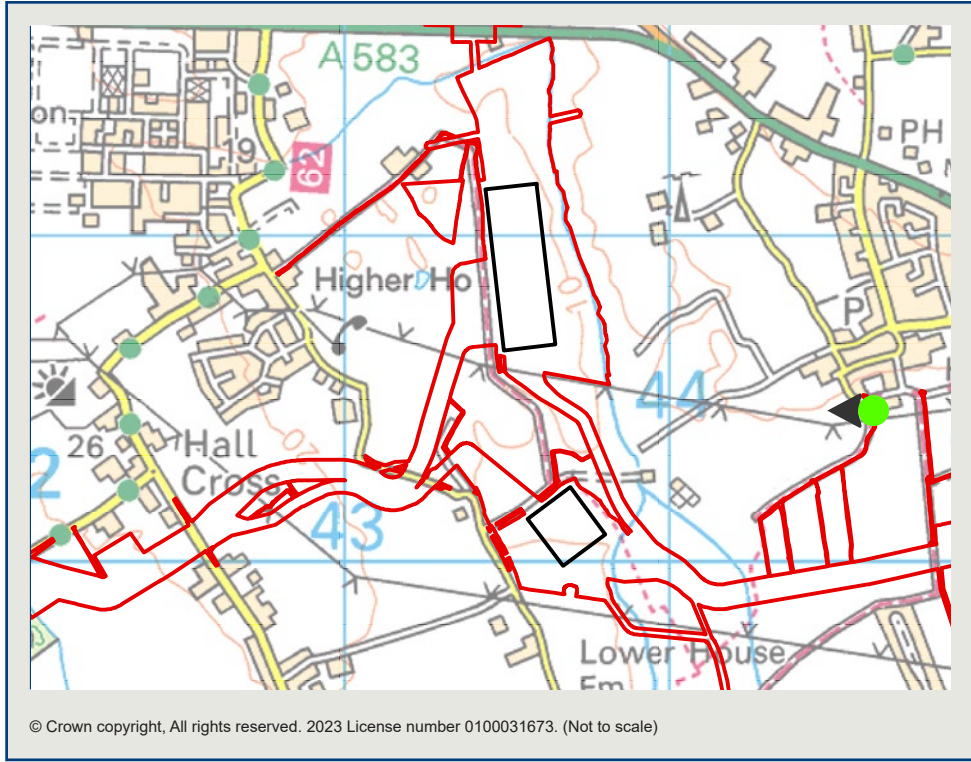 A 583
on
19
62
PH
Higher Ho
P
44
26
Hall
Cross
2
43
Lower House
Fm
© Crown copyright, All rights reserved. 2023 License number 0100031673. (Not to scale)